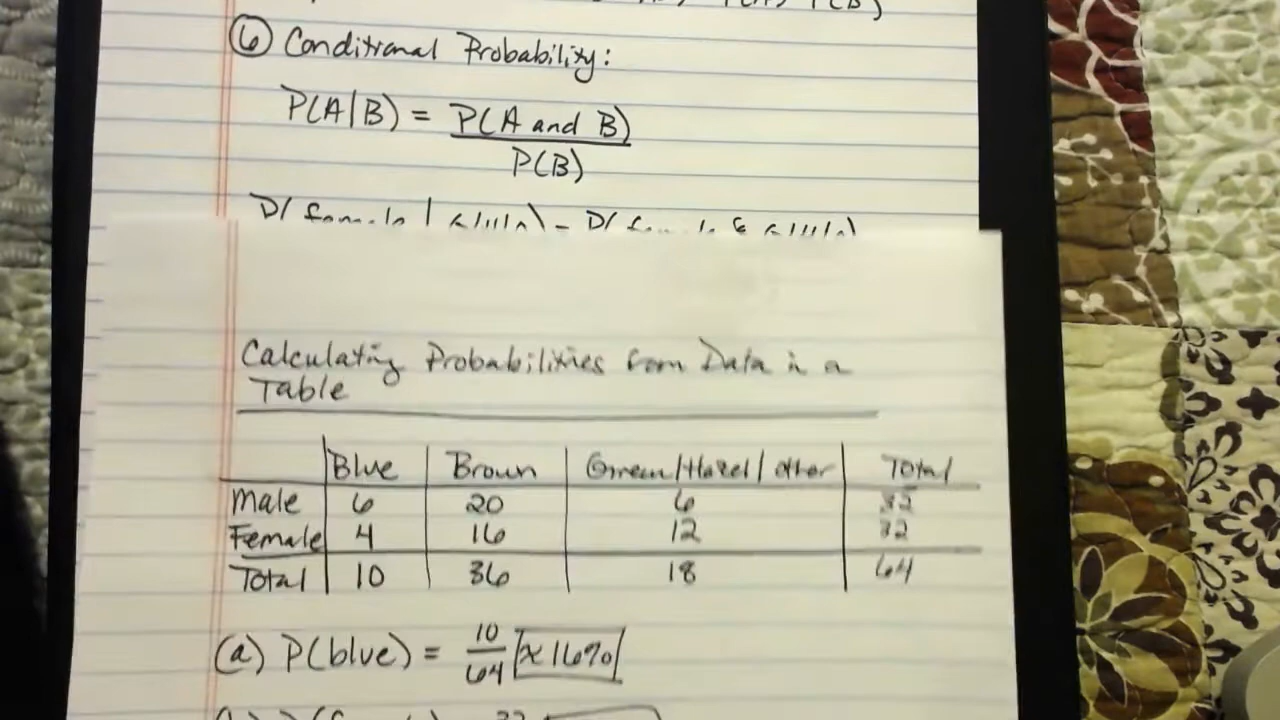 ⑥ Conditional Probability:
P(A|B) = P(A and B)
P(B)
Calculating Probabilities from Data in a
Table
Blue Brown Green/Hazel/other Total
Male 6 20 6 32
Female 4 16 12 32
Total 10 36 18 64
(a) P(blue) = 10/64 ≈16%